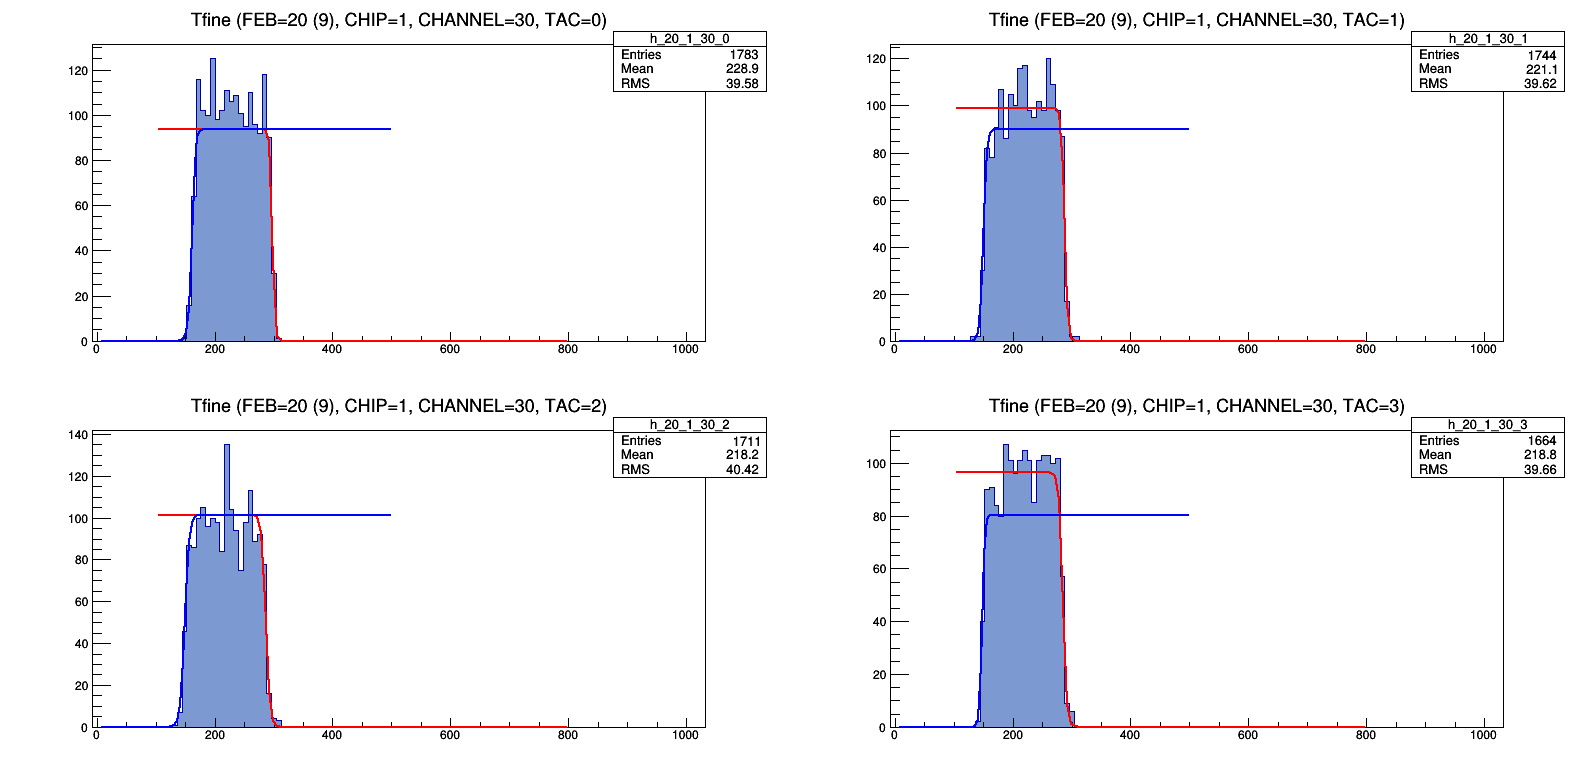 Tfine (FEB=20 (9), CHIP=1, CHANNEL=30, TAC=0)
h_20_1_30_0
Entries 1783
Mean 228.9
RMS 39.58
120
100
80
60
40
20
0
0 200 400 600 800 1000
Tfine (FEB=20 (9), CHIP=1, CHANNEL=30, TAC=1)
h_20_1_30_1
Entries 1744
Mean 221.1
RMS 39.62
120
100
80
60
40
20
0
0 200 400 600 800 1000
Tfine (FEB=20 (9), CHIP=1, CHANNEL=30, TAC=2)
h_20_1_30_2
Entries 1711
Mean 218.2
RMS 40.42
140
120
100
80
60
40
20
0
0 200 400 600 800 1000
Tfine (FEB=20 (9), CHIP=1, CHANNEL=30, TAC=3)
h_20_1_30_3
Entries 1664
Mean 218.8
RMS 39.66
100
80
60
40
20
0
0 200 400 600 800 1000